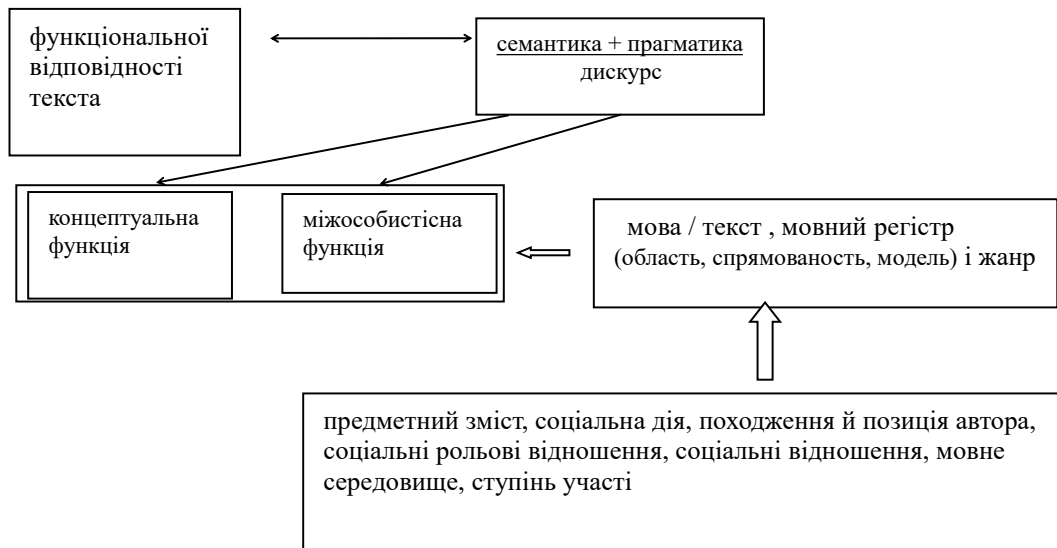 функціональної
відповідності
текста
семантика + прагматика
дискурс
концептуальна
функція
міжособистісна
функція
мова / текст , мовний регістр
(область, спрямованость, модель) і жанр
предметний зміст, соціальна дія, походження й позиція автора,
соціальні рольові відношення, соціальні відношення, мовне
середовище, ступінь участі